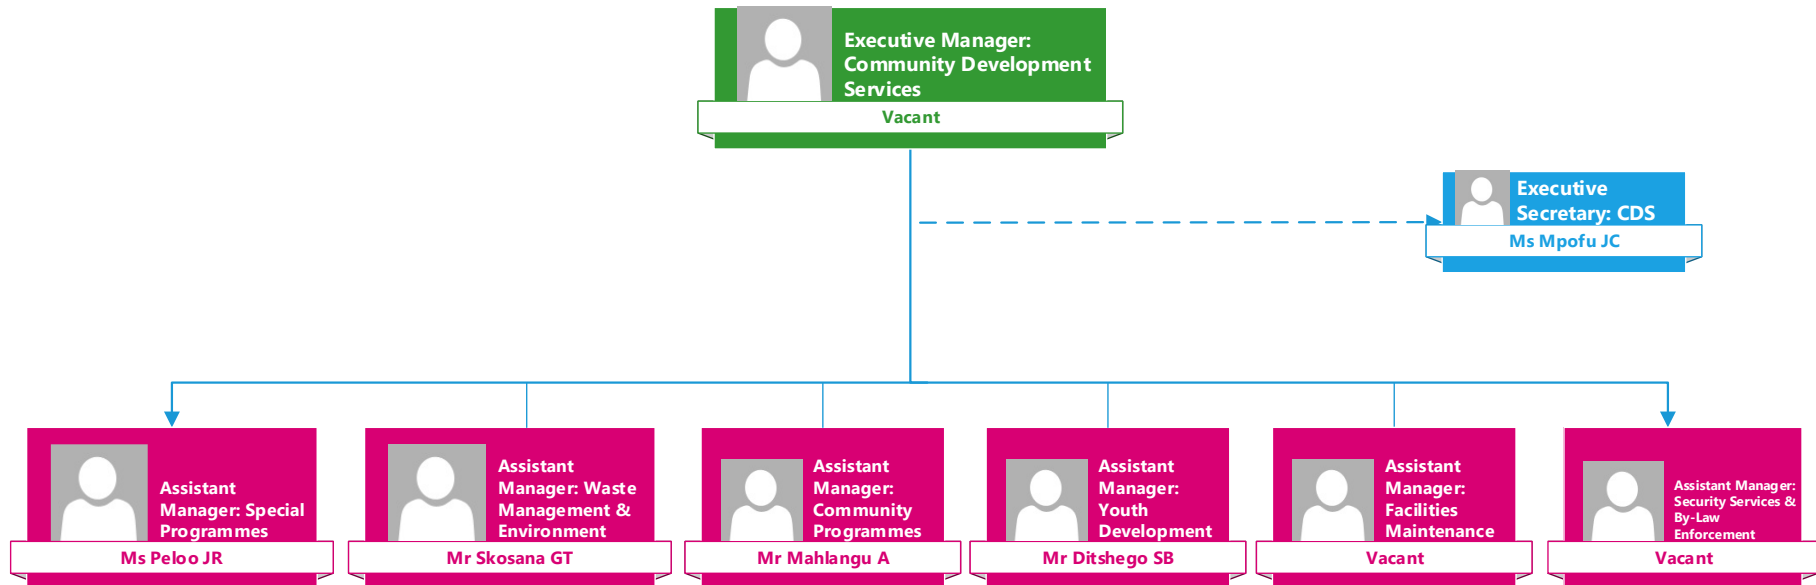 Executive Manager:
Community Development
Services
Vacant
Executive
Secretary: CDS
Ms Mpofu JC
Assistant
Manager: Special
Programmes
Ms Peloo JR
Assistant
Manager: Waste
Management &
Environment
Mr Skosana GT
Assistant
Manager:
Community
Programmes
Mr Mahlangu A
Assistant
Manager:
Youth
Development
Mr Ditshego SB
Assistant
Manager:
Facilities
Maintenance
Vacant
Assistant Manager:
Security Services &
By-Law
Enforcement
Vacant